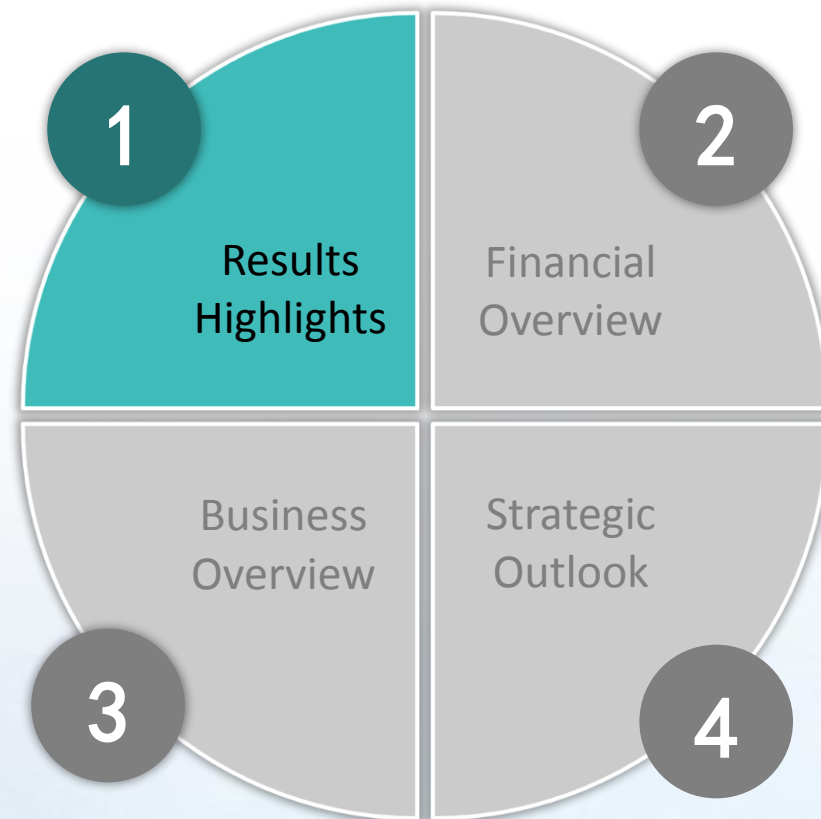 1
Results
Highlights
2
Financial
Overview
3
Business
Overview
4
Strategic
Outlook